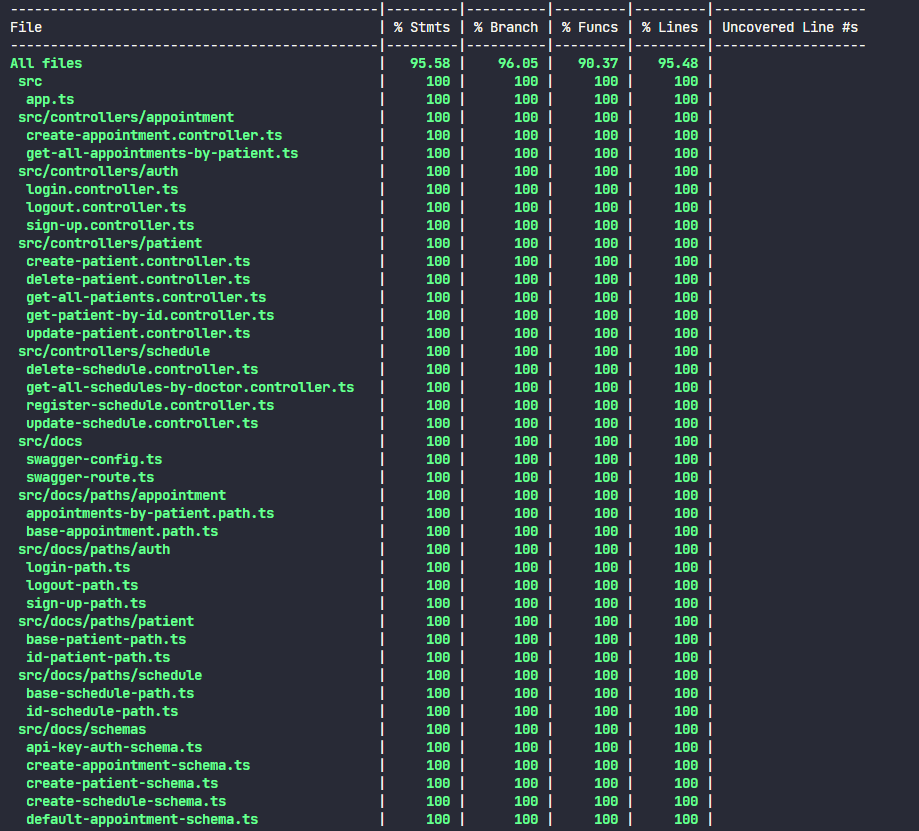 ----------------------------------------------|---------|----------|---------|---------|-------------------
File                                          | % Stmts | % Branch | % Funcs | % Lines | Uncovered Line #s
----------------------------------------------|---------|----------|---------|---------|-------------------
All files                                     |   95.58 |    96.05 |   90.37 |   95.48 |
 src                                          |     100 |      100 |     100 |     100 |
  app.ts                                      |     100 |      100 |     100 |     100 |
 src/controllers/appointment                  |     100 |      100 |     100 |     100 |
  create-appointment.controller.ts            |     100 |      100 |     100 |     100 |
  get-all-appointments-by-patient.ts          |     100 |      100 |     100 |     100 |
 src/controllers/auth                         |     100 |      100 |     100 |     100 |
  login.controller.ts                         |     100 |      100 |     100 |     100 |
  logout.controller.ts                        |     100 |      100 |     100 |     100 |
  sign-up.controller.ts                       |     100 |      100 |     100 |     100 |
 src/controllers/patient                      |     100 |      100 |     100 |     100 |
  create-patient.controller.ts                |     100 |      100 |     100 |     100 |
  delete-patient.controller.ts                |     100 |      100 |     100 |     100 |
  get-all-patients.controller.ts              |     100 |      100 |     100 |     100 |
  get-patient-by-id.controller.ts             |     100 |      100 |     100 |     100 |
  update-patient.controller.ts                |     100 |      100 |     100 |     100 |
 src/controllers/schedule                     |     100 |      100 |     100 |     100 |
  delete-schedule.controller.ts               |     100 |      100 |     100 |     100 |
  get-all-schedules-by-doctor.controller.ts   |     100 |      100 |     100 |     100 |
  register-schedule.controller.ts             |     100 |      100 |     100 |     100 |
  update-schedule.controller.ts               |     100 |      100 |     100 |     100 |
 src/docs                                     |     100 |      100 |     100 |     100 |
  swagger-config.ts                           |     100 |      100 |     100 |     100 |
  swagger-route.ts                            |     100 |      100 |     100 |     100 |
 src/docs/paths/appointment                   |     100 |      100 |     100 |     100 |
  appointments-by-patient.path.ts             |     100 |      100 |     100 |     100 |
  base-appointment.path.ts                    |     100 |      100 |     100 |     100 |
 src/docs/paths/auth                          |     100 |      100 |     100 |     100 |
  login-path.ts                               |     100 |      100 |     100 |     100 |
  logout-path.ts                              |     100 |      100 |     100 |     100 |
  sign-up-path.ts                             |     100 |      100 |     100 |     100 |
 src/docs/paths/patient                       |     100 |      100 |     100 |     100 |
  base-patient-path.ts                        |     100 |      100 |     100 |     100 |
  id-patient-path.ts                          |     100 |      100 |     100 |     100 |
 src/docs/paths/schedule                      |     100 |      100 |     100 |     100 |
  base-schedule-path.ts                       |     100 |      100 |     100 |     100 |
  id-schedule-path.ts                         |     100 |      100 |     100 |     100 |
 src/docs/schemas                             |     100 |      100 |     100 |     100 |
  api-key-auth-schema.ts                      |     100 |      100 |     100 |     100 |
  create-appointment-schema.ts                |     100 |      100 |     100 |     100 |
  create-patient-schema.ts                    |     100 |      100 |     100 |     100 |
  create-schedule-schema.ts                   |     100 |      100 |     100 |     100 |
  default-appointment-schema.ts               |     100 |      100 |     100 |     100 |